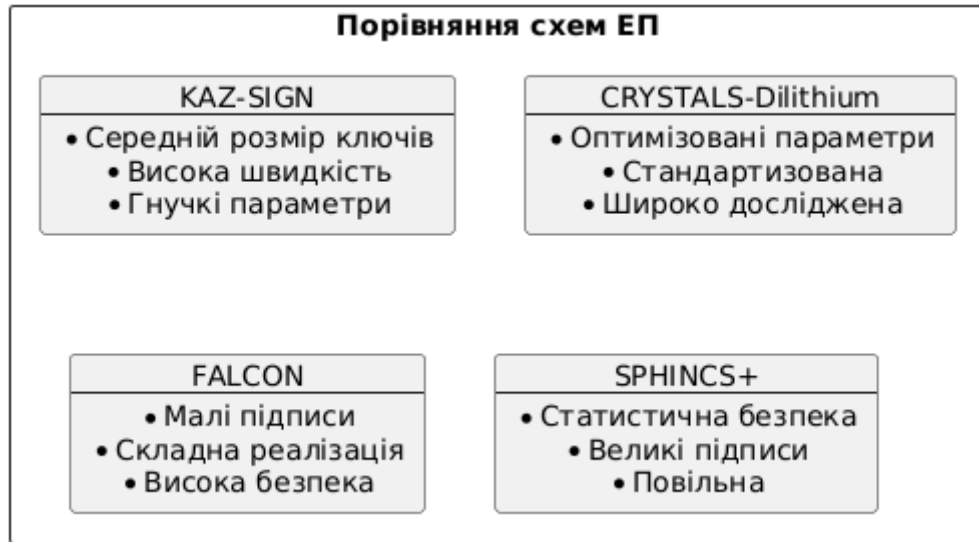 Порівняння схем ЕП
KAZ-SIGN
• Середній розмір ключів
• Висока швидкість
• Гнучкі параметри
CRYSTALS-Dilithium
• Оптимізовані параметри
• Стандартизована
• Широко досліджена
FALCON
• Малі підписи
• Складна реалізація
• Висока безпека
SPHINCS+
• Статистична безпека
• Великі підписи
• Повільна